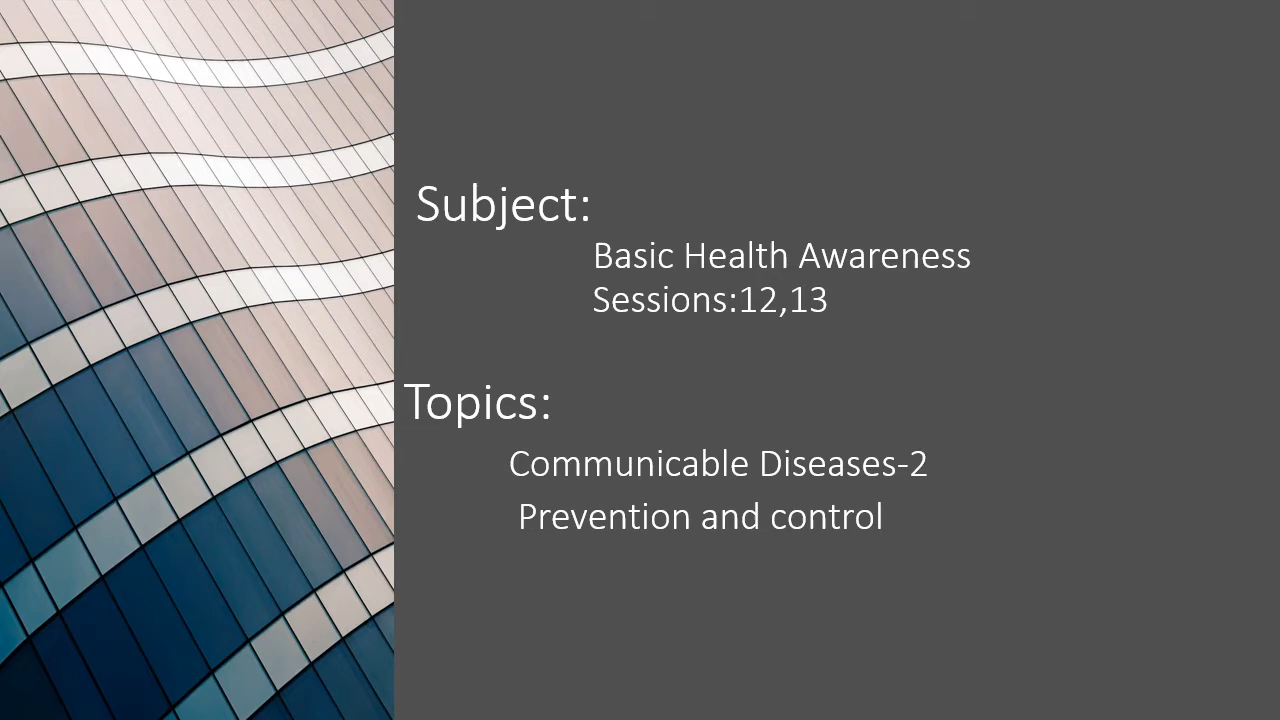 Subject:
Basic Health Awareness
Sessions:12,13
Topics:
Communicable Diseases-2
Prevention and control